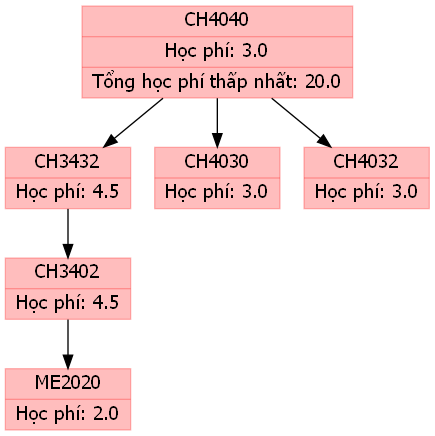 CH4040
Học phí: 3.0
Tổng học phí thấp nhất: 20.0
CH3432
Học phí: 4.5
CH4030
Học phí: 3.0
CH4032
Học phí: 3.0
CH3402
Học phí: 4.5
ME2020
Học phí: 2.0